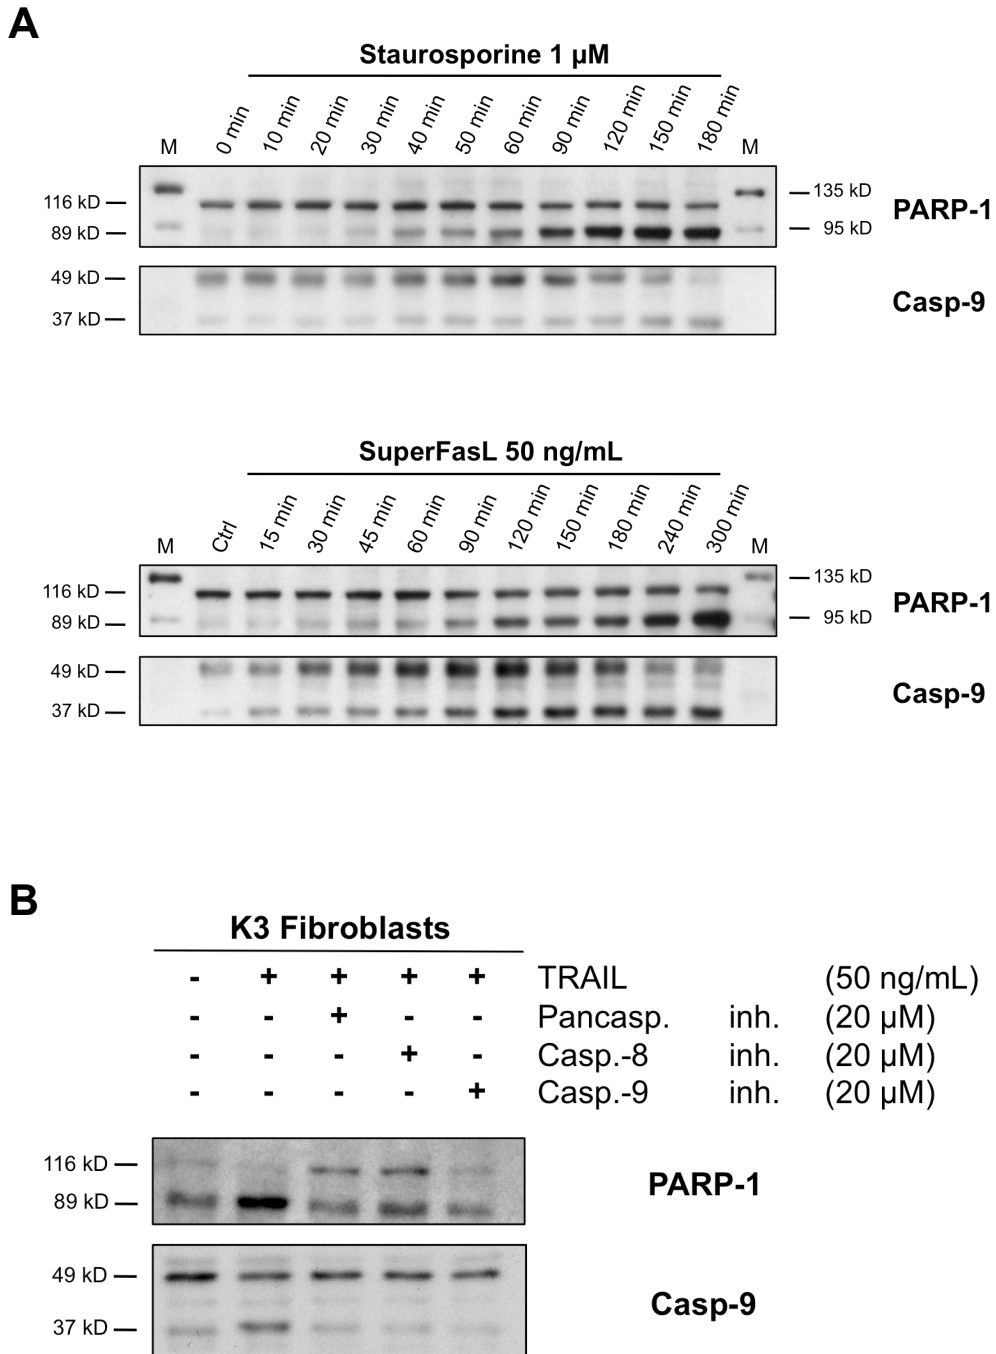 A
Staurosporine 1 µM
M 0 min 10 min 20 min 30 min 40 min 50 min 60 min 90 min 120 min 150 min 180 min M
116 kD 135 kD PARP-1
89 kD 95 kD
49 kD Casp-9
37 kD
SuperFasL 50 ng/mL
M Ctrl 15 min 30 min 45 min 60 min 90 min 120 min 150 min 180 min 240 min 300 min M
116 kD 135 kD PARP-1
89 kD 95 kD
49 kD Casp-9
37 kD
B
K3 Fibroblasts
- + + + + TRAIL (50 ng/mL)
- - + - - Pancasp. inh. (20 µM)
- - - + - Casp.-8 inh. (20 µM)
- - - - + Casp.-9 inh. (20 µM)
116 kD PARP-1
89 kD
49 kD Casp-9
37 kD